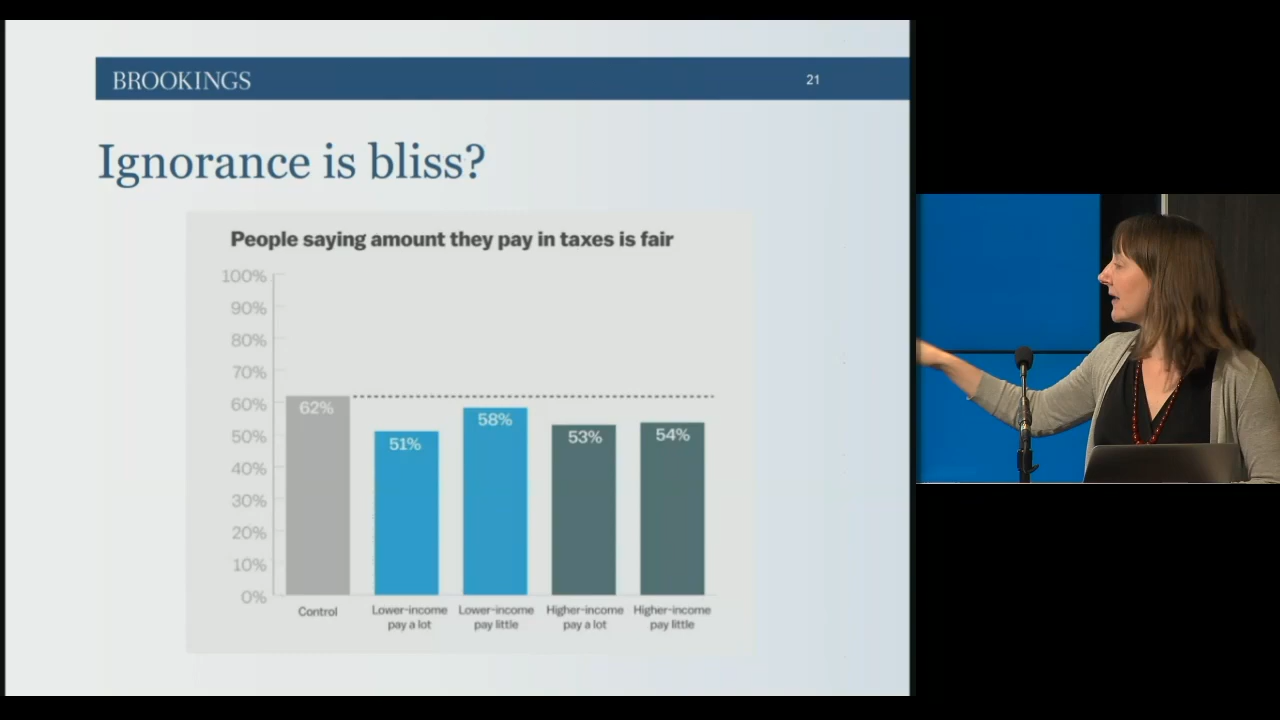 BROOKINGS
21
Ignorance is bliss?
People saying amount they pay in taxes is fair
100%
90%
80%
70%
60%
50%
40%
30%
20%
10%
0%
62%
51%
58%
53%
54%
Control
Lower-income
pay a lot
Lower-income
pay little
Higher-income
pay a lot
Higher-income
pay little